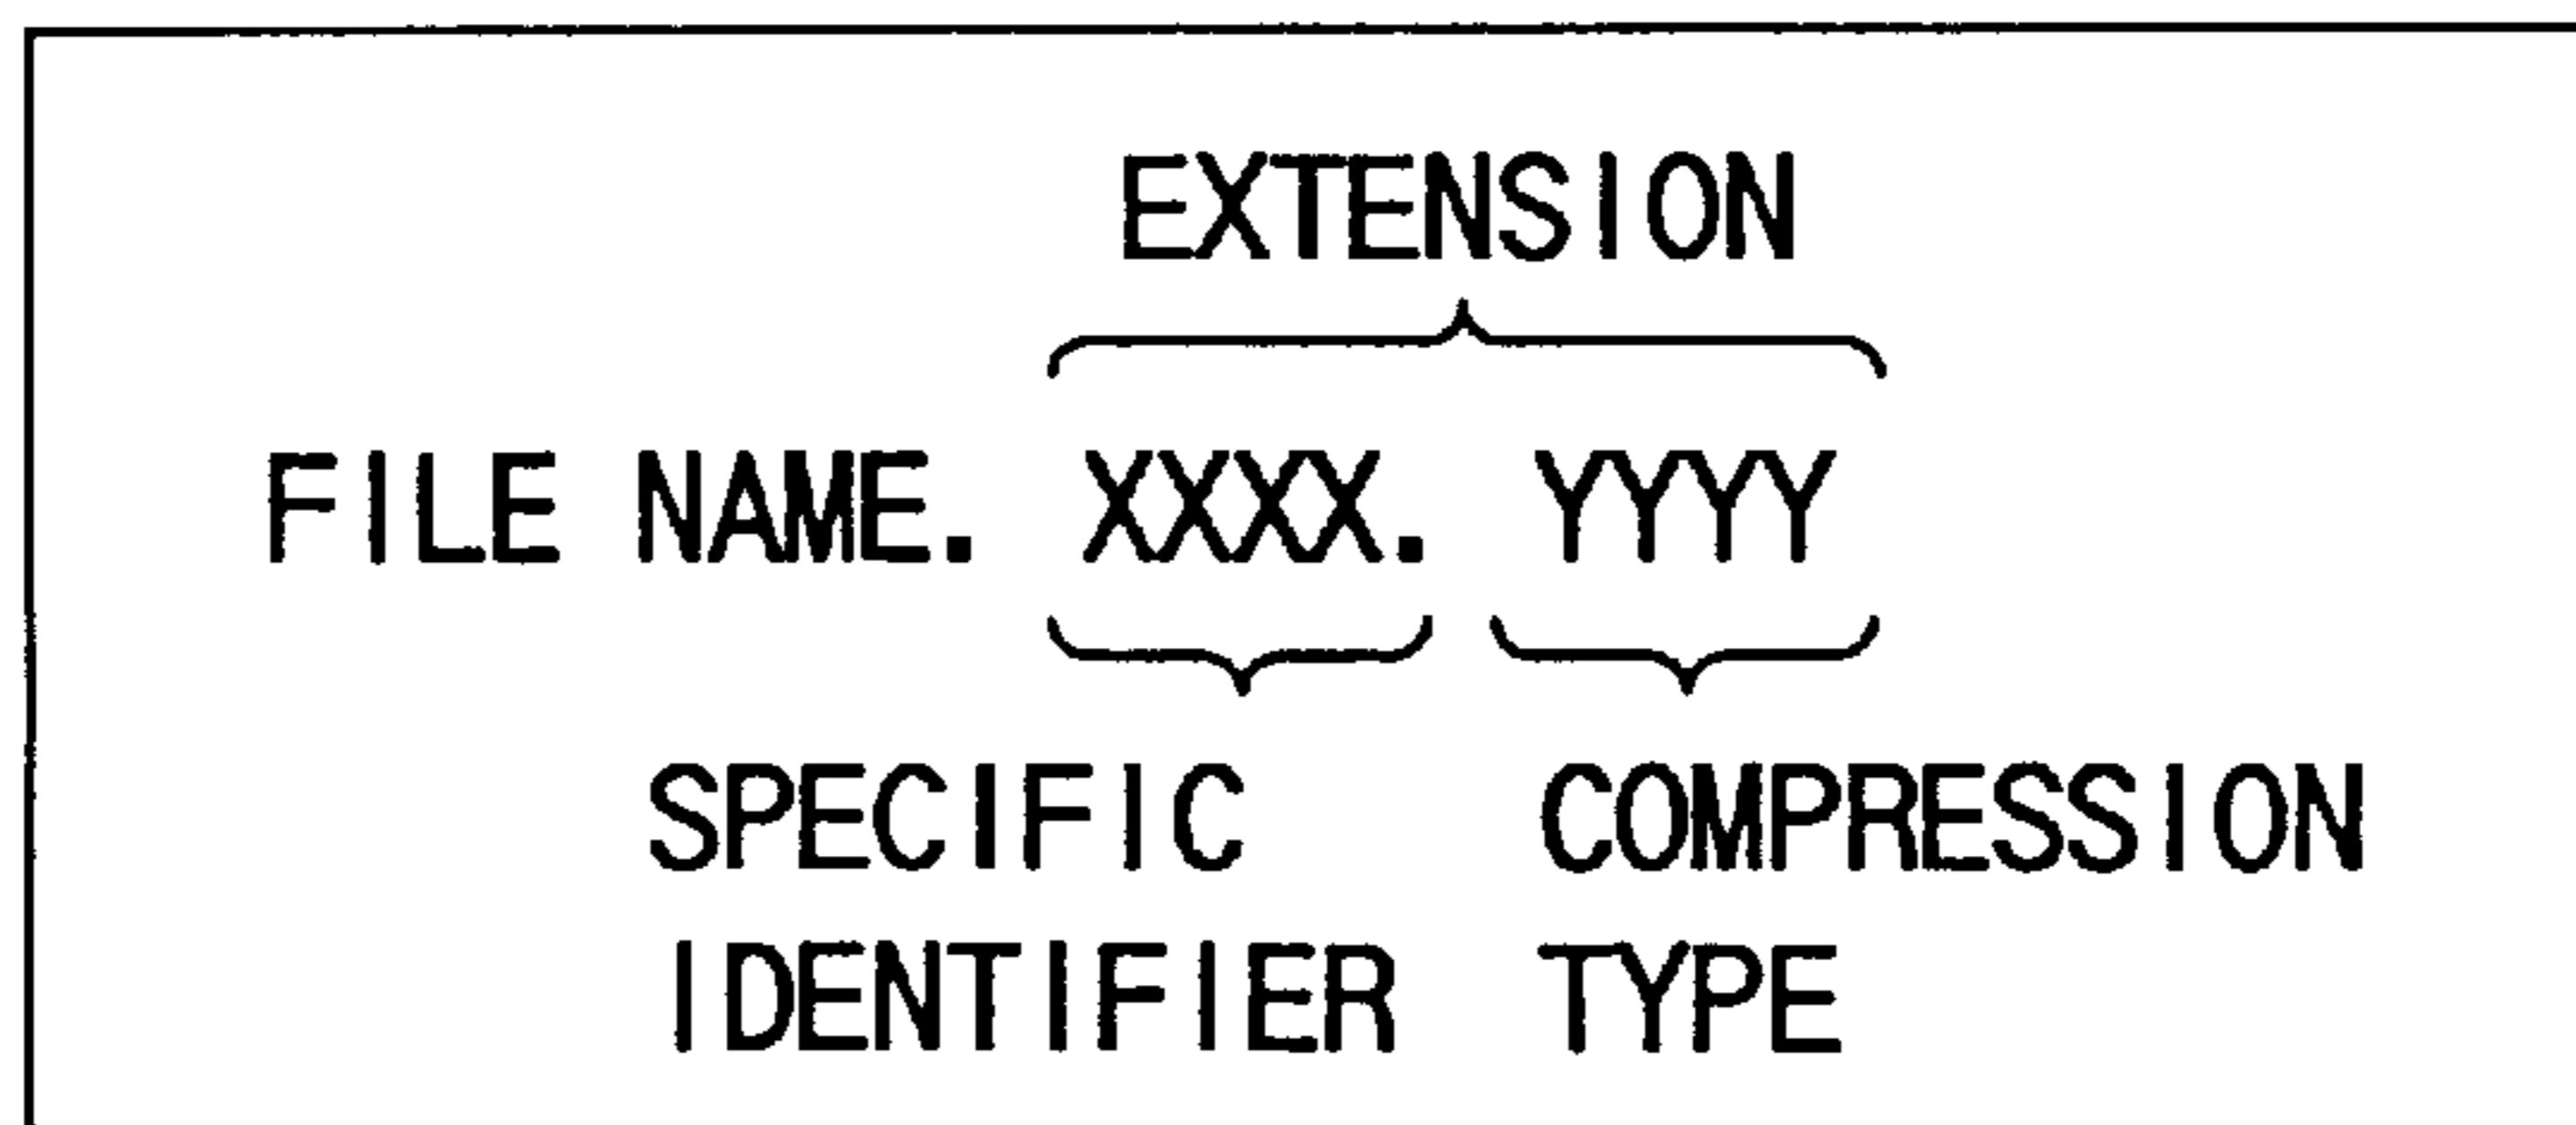 EXTENSION
FILE NAME. XXXX. YYYY
SPECIFIC COMPRESSION
IDENTIFIER TYPE